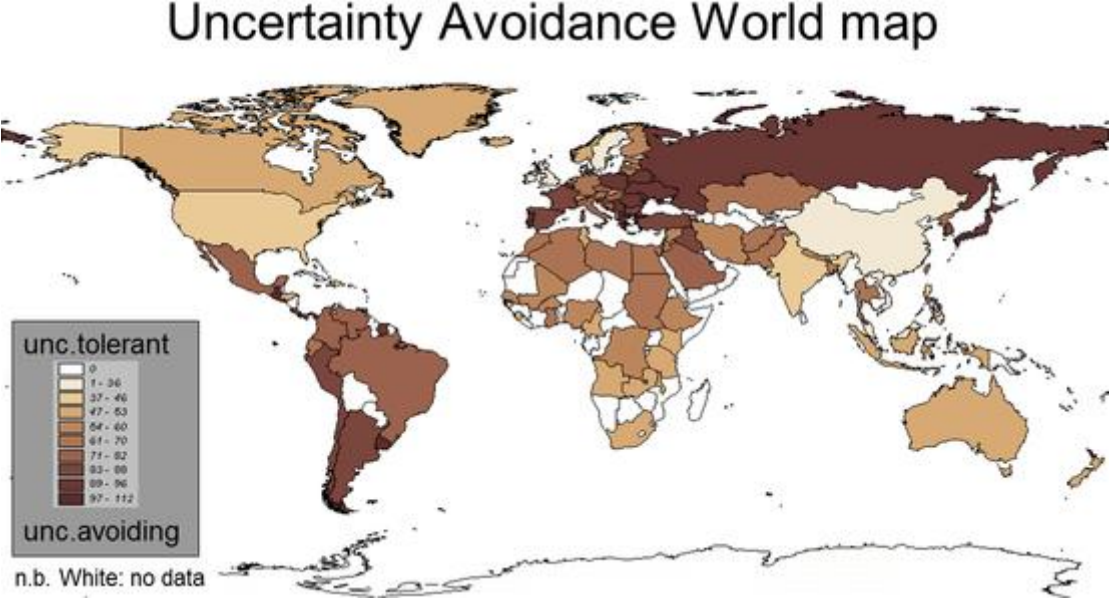 Uncertainty Avoidance World map
unc.tolerant
0
1 - 36
37 - 46
47 - 53
54 - 60
61 - 70
71 - 82
83 - 88
89 - 96
97 - 112
unc.avoiding
n.b. White: no data